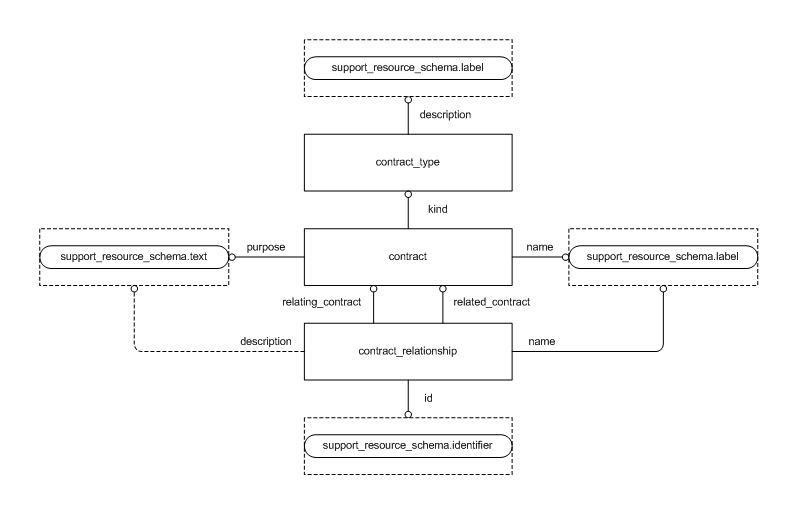 support_resource_schema.label
description
contract_type
kind
purpose
name
support_resource_schema.text
contract
support_resource_schema.label
relating_contract
related_contract
description
name
contract_relationship
id
support_resource_schema.identifier